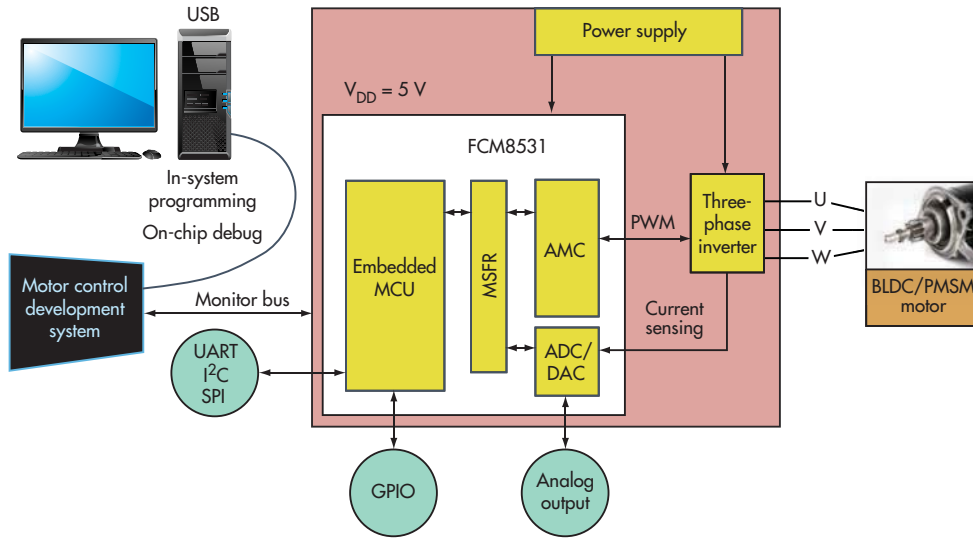 USB
Power supply
V_DD = 5 V
FCM8531
In-system
programming
On-chip debug
Embedded
MCU
MSFR
AMC
PWM
Three-
phase
inverter
U
V
W
BLDC/PMSM
motor
Motor control
development
system
Monitor bus
Current
sensing
ADC/
DAC
UART
I²C
SPI
GPIO
Analog
output